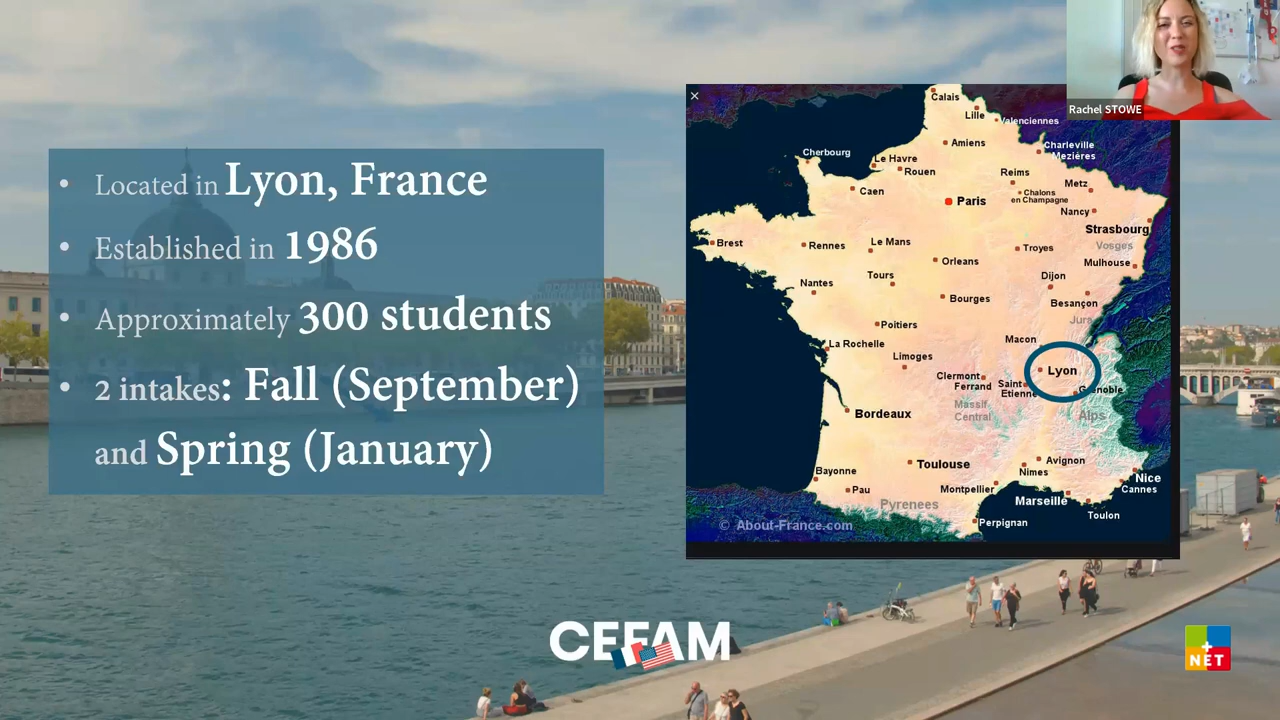 Rachel STOWE
• Located in Lyon, France
• Established in 1986
• Approximately 300 students
• 2 intakes: Fall (September)
and Spring (January)
×
Calais
Lille
Valenciennes
Amiens
Charleville
Mezières
Cherbourg
Le Havre
Rouen
Reims
Caen
Chalons
en Champagne
Metz
Paris
Nancy
Strasbourg
Brest
Rennes
Le Mans
Troyes
Vosges
Orleans
Mulhouse
Tours
Dijon
Nantes
Bourges
Besançon
Jura
Poitiers
Macon
La Rochelle
Limoges
Lyon
Clermont
Ferrand
Saint
Etienne
Grenoble
Massif
Central
Alps
Bordeaux
Toulouse
Avignon
Nimes
Bayonne
Pau
Montpellier
Nice
Cannes
Marseille
Pyrenees
Toulon
Perpignan
© About-France.com
CEFAM
+
NET